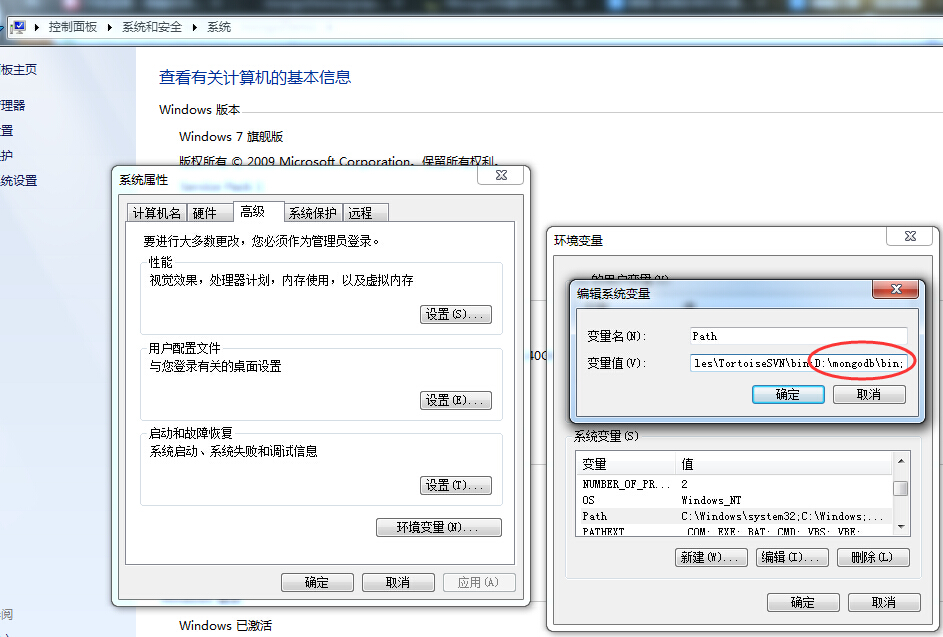 控制面板 ▸ 系统和安全 ▸ 系统
板主页
理器
置
护
统设置
查看有关计算机的基本信息
Windows 版本
Windows 7 旗舰版
版权所有 © 2009 Microsoft Corporation。保留所有权利。
系统属性
计算机名 硬件 高级 系统保护 远程
要进行大多数更改，您必须作为管理员登录。
性能
视觉效果，处理器计划，内存使用，以及虚拟内存
设置(S)...
用户配置文件
与您登录有关的桌面设置
设置(E)...
启动和故障恢复
系统启动、系统失败和调试信息
设置(T)...
环境变量(N)...
确定 取消 应用(A)
环境变量
编辑系统变量
变量名(N): Path
变量值(V): les\TortoiseSVN\bin;D:\mongodb\bin;
确定 取消
系统变量(S)
变量 值
NUMBER_OF_PR... 2
OS Windows_NT
Path C:\Windows\system32;C:\Windows;...
PATHEXT .COM;.EXE;.BAT;.CMD;.VBS;.VBE;
新建(W)... 编辑(I)... 删除(L)
确定 取消
Windows 已激活